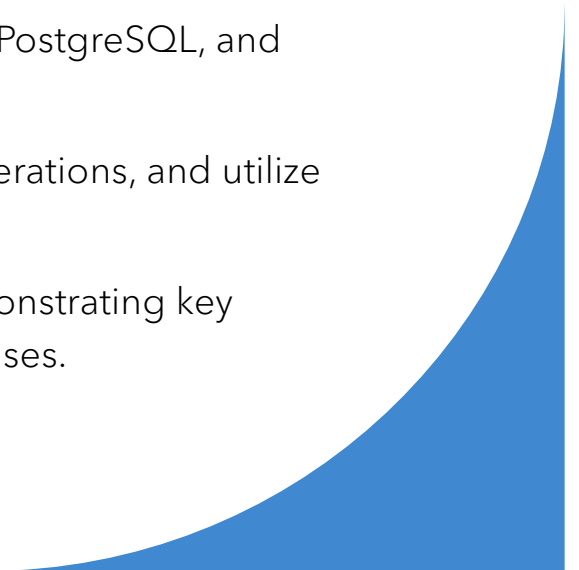 PostgreSQL, and
erations, and utilize
onstrating key
ses.